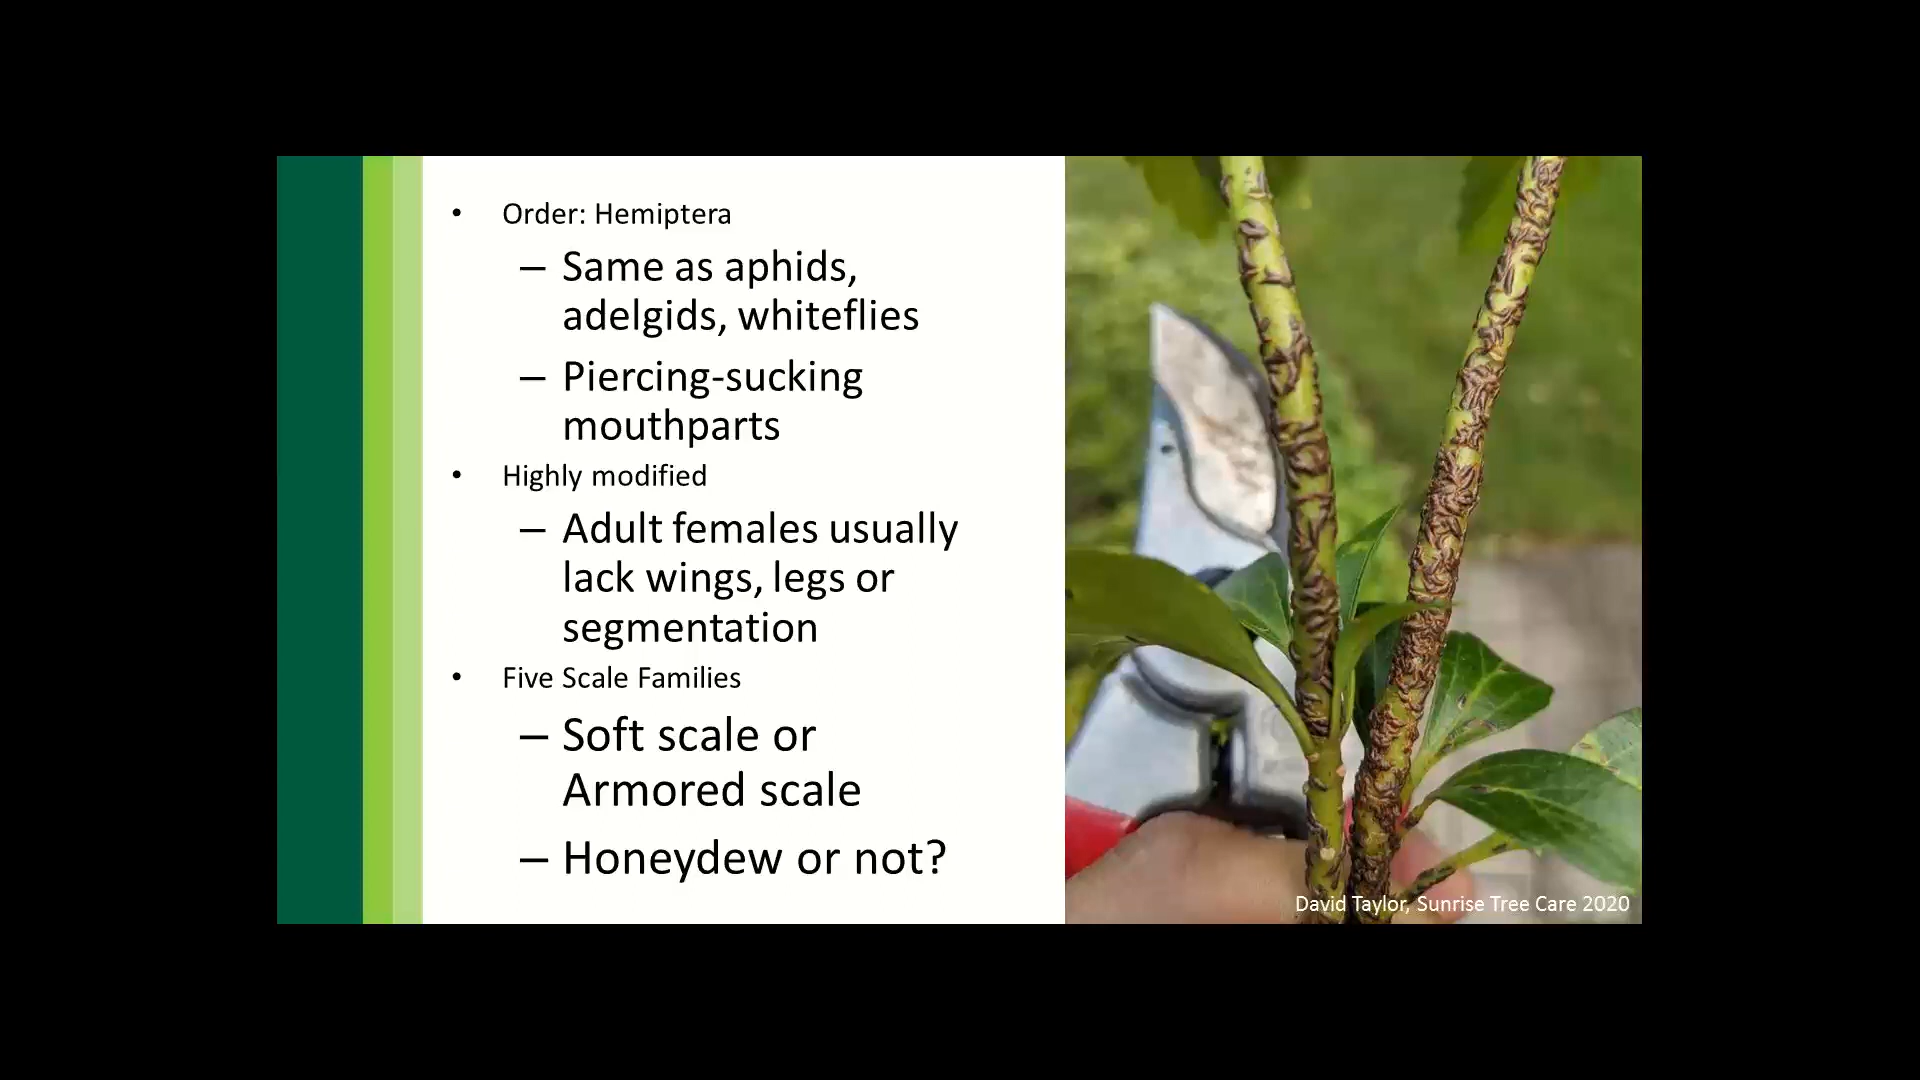 • Order: Hemiptera
– Same as aphids,
adelgids, whiteflies
– Piercing-sucking
mouthparts
• Highly modified
– Adult females usually
lack wings, legs or
segmentation
• Five Scale Families
– Soft scale or
Armored scale
– Honeydew or not?
David Taylor, Sunrise Tree Care 2020